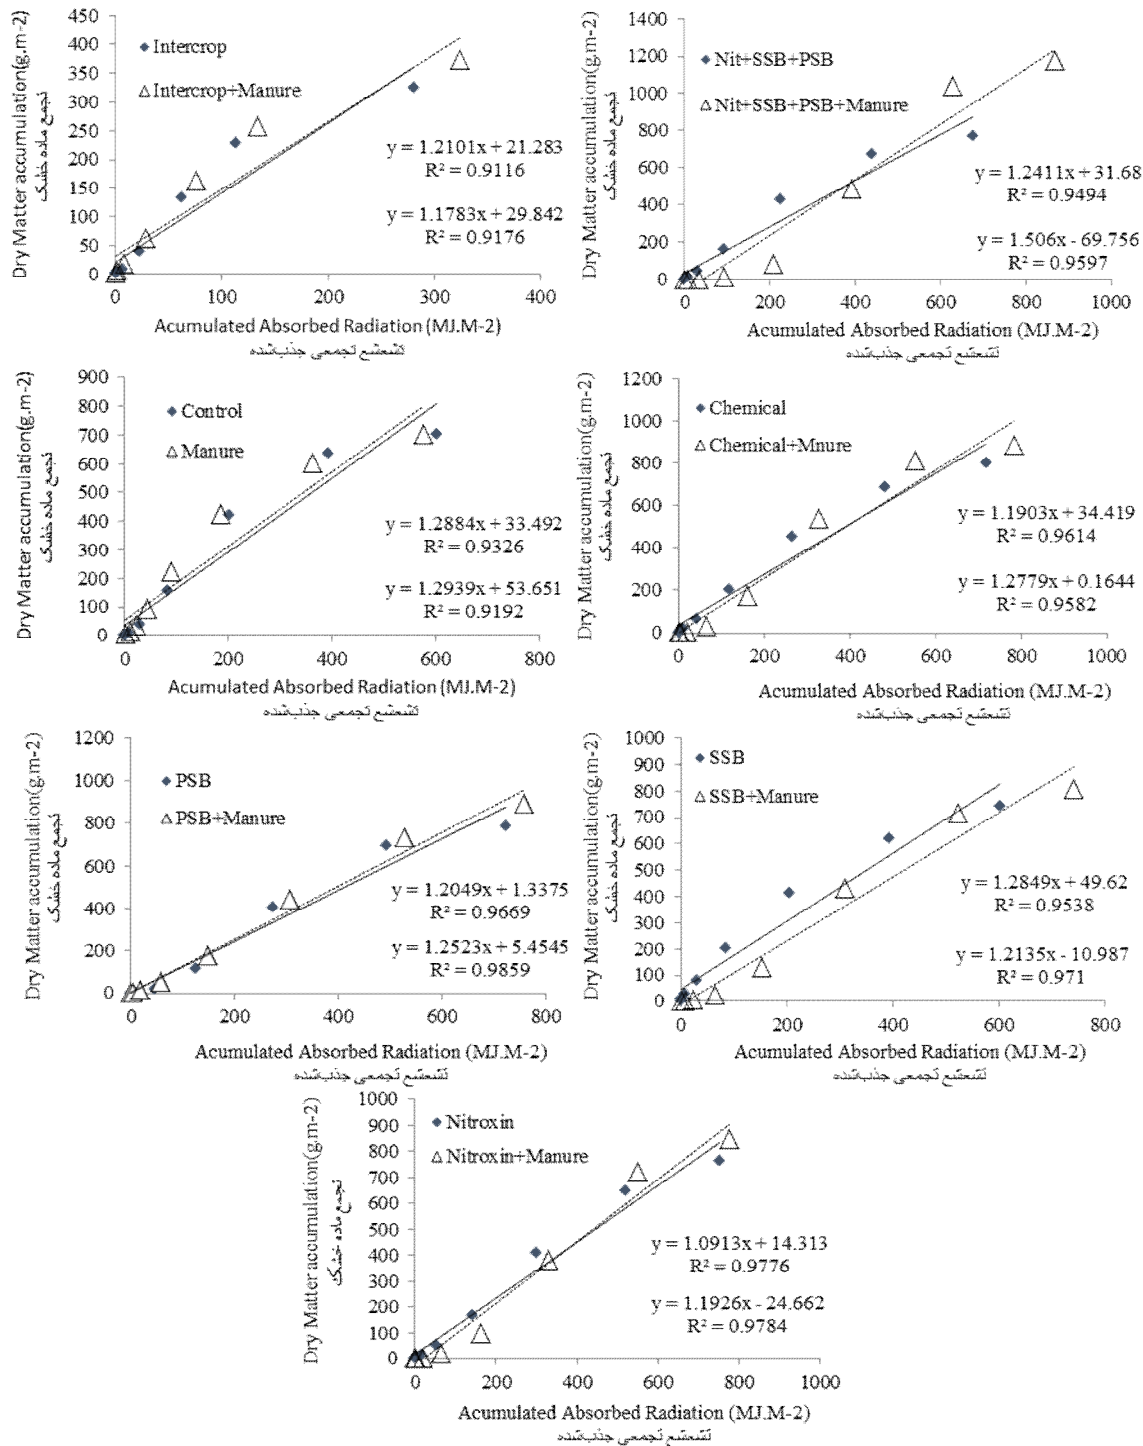 450
400
350
300
250
200
150
100
50
0
Dry Matter accumulation(g.m-2)
تجمع ماده خشک
Intercrop
Intercrop+Manure
y = 1.2101x + 21.283
R² = 0.9116
y = 1.1783x + 29.842
R² = 0.9176
0 100 200 300 400
Acumulated Absorbed Radiation (MJ.M-2)
تشعشع تجمعی جذب‌شده
1400
1200
1000
800
600
400
200
0
Dry Matter accumulation(g.m-2)
تجمع ماده خشک
Nit+SSB+PSB
Nit+SSB+PSB+Manure
y = 1.2411x + 31.68
R² = 0.9494
y = 1.506x - 69.756
R² = 0.9597
0 200 400 600 800 1000
Acumulated Absorbed Radiation (MJ.M-2)
تشعشع تجمعی جذب‌شده
900
800
700
600
500
400
300
200
100
0
Dry Matter accumulation(g.m-2)
تجمع ماده خشک
Control
Manure
y = 1.2884x + 33.492
R² = 0.9326
y = 1.2939x + 53.651
R² = 0.9192
0 200 400 600 800
Acumulated Absorbed Radiation (MJ.M-2)
تشعشع تجمعی جذب‌شده
1200
1000
800
600
400
200
0
Dry Matter accumulation(g.m-2)
تجمع ماده خشک
Chemical
Chemical+Mnure
y = 1.1903x + 34.419
R² = 0.9614
y = 1.2779x + 0.1644
R² = 0.9582
0 200 400 600 800 1000
Acumulated Absorbed Radiation (MJ.M-2)
تشعشع تجمعی جذب‌شده
1200
1000
800
600
400
200
0
Dry Matter accumulation(g.m-2)
تجمع ماده خشک
PSB
PSB+Manure
y = 1.2049x + 1.3375
R² = 0.9669
y = 1.2523x + 5.4545
R² = 0.9859
0 200 400 600 800
Acumulated Absorbed Radiation (MJ.M-2)
تشعشع تجمعی جذب‌شده
1000
900
800
700
600
500
400
300
200
100
0
Dry Matter accumulation(g.m-2)
تجمع ماده خشک
SSB
SSB+Manure
y = 1.2849x + 49.62
R² = 0.9538
y = 1.2135x - 10.987
R² = 0.971
0 200 400 600 800
Acumulated Absorbed Radiation (MJ.M-2)
تشعشع تجمعی جذب‌شده
1000
900
800
700
600
500
400
300
200
100
0
Dry Matter accumulation(g.m-2)
تجمع ماده خشک
Nitroxin
Nitroxin+Manure
y = 1.0913x + 14.313
R² = 0.9776
y = 1.1926x - 24.662
R² = 0.9784
0 200 400 600 800 1000
Acumulated Absorbed Radiation (MJ.M-2)
تشعشع تجمعی جذب‌شده